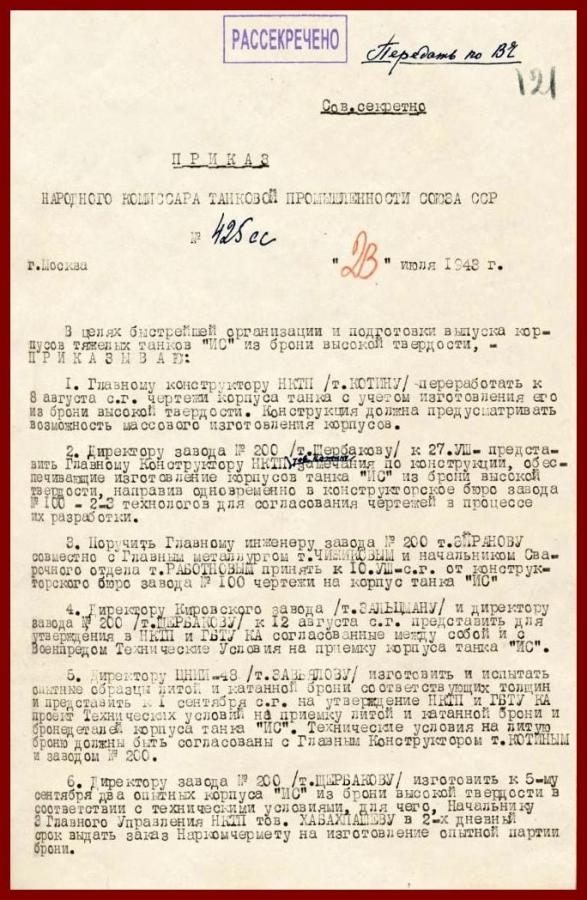 РАССЕКРЕЧЕНО
Передать по ВЧ
121
Сов.секретно
ПРИКАЗ
НАРОДНОГО КОМИССАРА ТАНКОВОЙ ПРОМЫШЛЕННОСТИ СОЮЗА ССР
№ 425сс
г.Москва "23" июля 1943 г.
В целях быстрейшей организации и подготовки выпуска кор-
пусов тяжелых танков "ИС" из брони высокой твердости, -
ПРИКАЗЫВАЮ:
1. Главному конструктору НКТП /т.КОТИНУ/ переработать к
8 августа с.г. чертежи корпуса танка с учетом изготовления его
из брони высокой твердости. Конструкция должна предусматривать
возможность массового изготовления корпусов.
2. Директору завода № 200 /т.Щербакову/ к 27.УШ- предста-
вить Главному Конструктору НКТП замечания по конструкции, обес-
печивающие изготовление корпусов танка "ИС" из брони высокой
твердости, направив одновременно в конструкторское бюро завода
№ 100 - 2-3 технологов для согласования чертежей в процессе
их разработки.
3. Поручить Главному инженеру завода № 200 т.ЗЫРАНОВУ
совместно с Главным металлургом т.ЧИБИКОВЫМ и начальником Сва-
рочного отдела т.РАБОТНОВЫМ принять к 10.УШ-с.г. от конструк-
торского бюро завода № 100 чертежи на корпус танка "ИС"
4. Директору Кировского завода /т.ЗАЛЬЦМАНУ/ и директору
завода № 200 /т.ЩЕРБАКОВУ/ к 12 августа с.г. представить для
утверждения в НКТП и ГБТУ КА согласованные между собой и с
Военпредом Технические Условия на приемку корпуса танка "ИС".
5. Директору ЦНИИ-48 /т.ЗАВЬЯЛОВУ/ изготовить и испытать
опытные образцы литой и катанной брони соответствующих толщин
и представить к 1 сентября с.г. на утверждение НКТП и ГБТУ КА
проект Технических условий на приемку литой и катаяной брони и
бронедеталей корпуса танка "ИС". Технические условия на литую
броню должны быть согласованы с Главным Конструктором т.КОТИНЫМ
и заводом № 200.
6. Директору завода № 200 /т.ЩЕРБАКОВУ/ изготовить к 5-му
сентября два опытных корпуса "ИС" из брони высокой твердости в
соответствии с техническими условиями, для чего, Начальнику
3 Главного Управления НКТП тов. ХАБАХПАШЕВУ в 2-х дневный
срок выдать заказ Наркомчермету на изготовление опытной партии
брони.